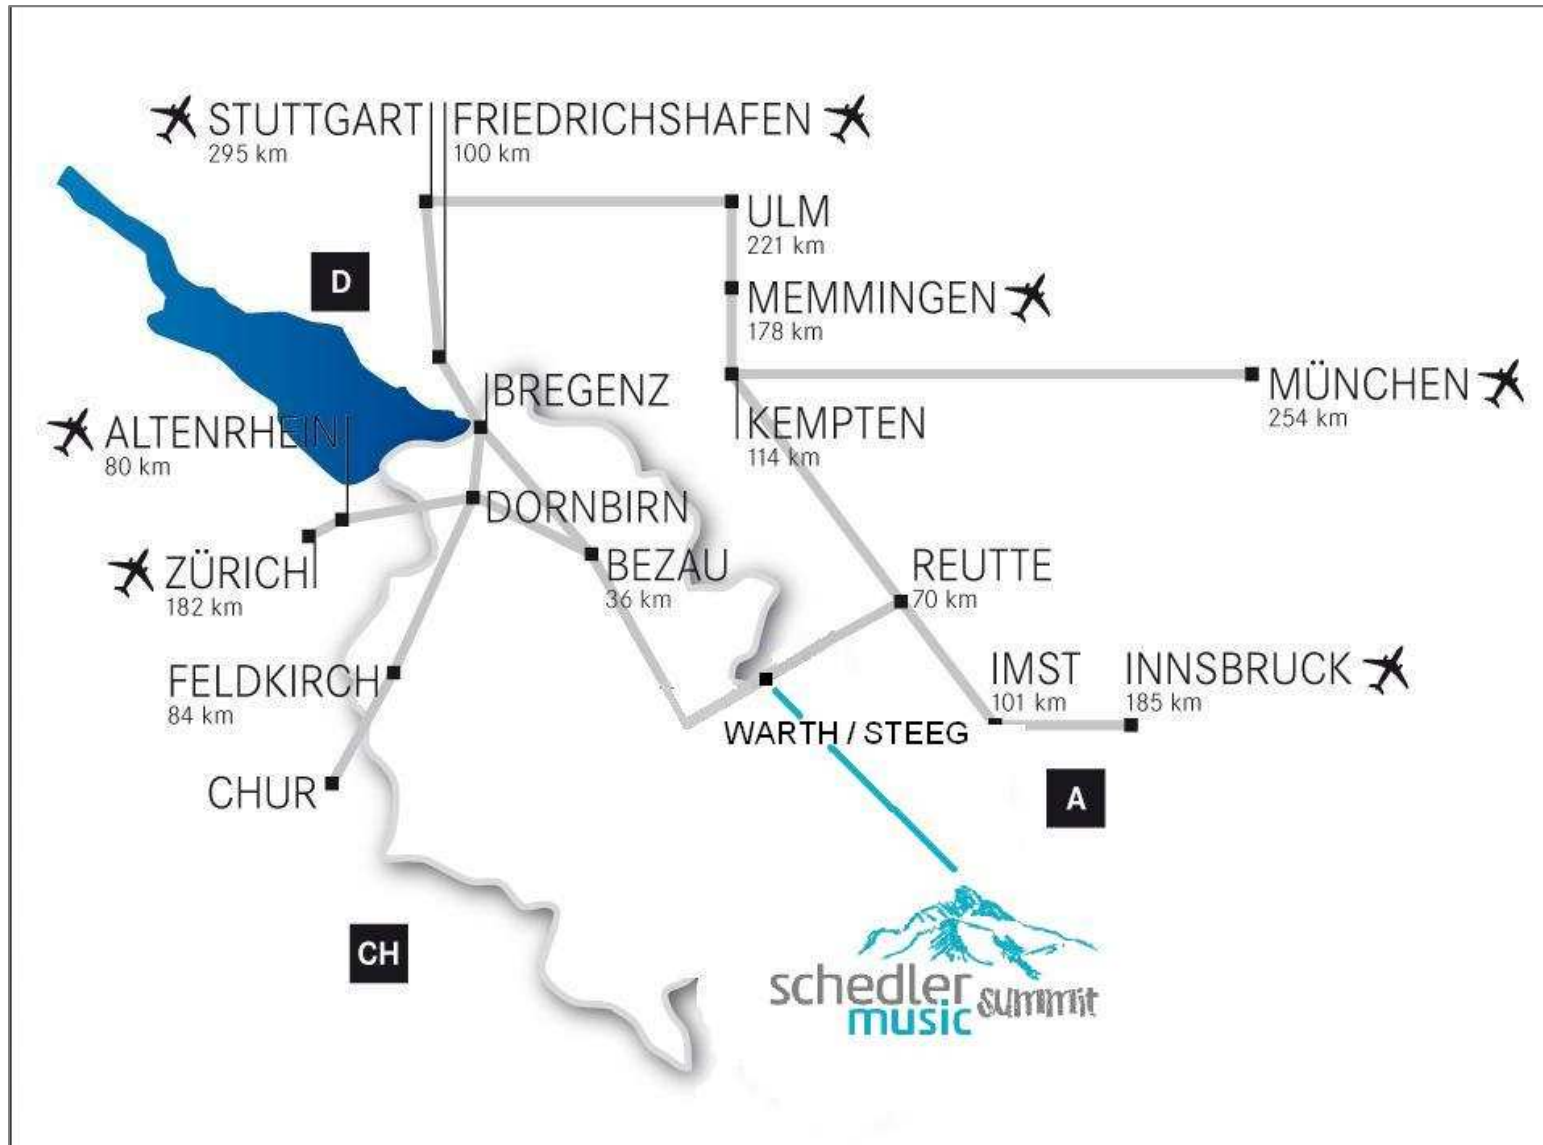 STUTTGART
295 km
FRIEDRICHSHAFEN
100 km
ULM
221 km
D
MEMMINGEN
178 km
BREGENZ
MÜNCHEN
254 km
ALTENRHEIN
80 km
KEMPTEN
114 km
DORNBIRN
ZÜRICH
182 km
BEZAU
36 km
REUTTE
70 km
FELDKIRCH
84 km
IMST
101 km
INNSBRUCK
185 km
WARTH / STEEG
CHUR
A
CH
schedler
music
summit